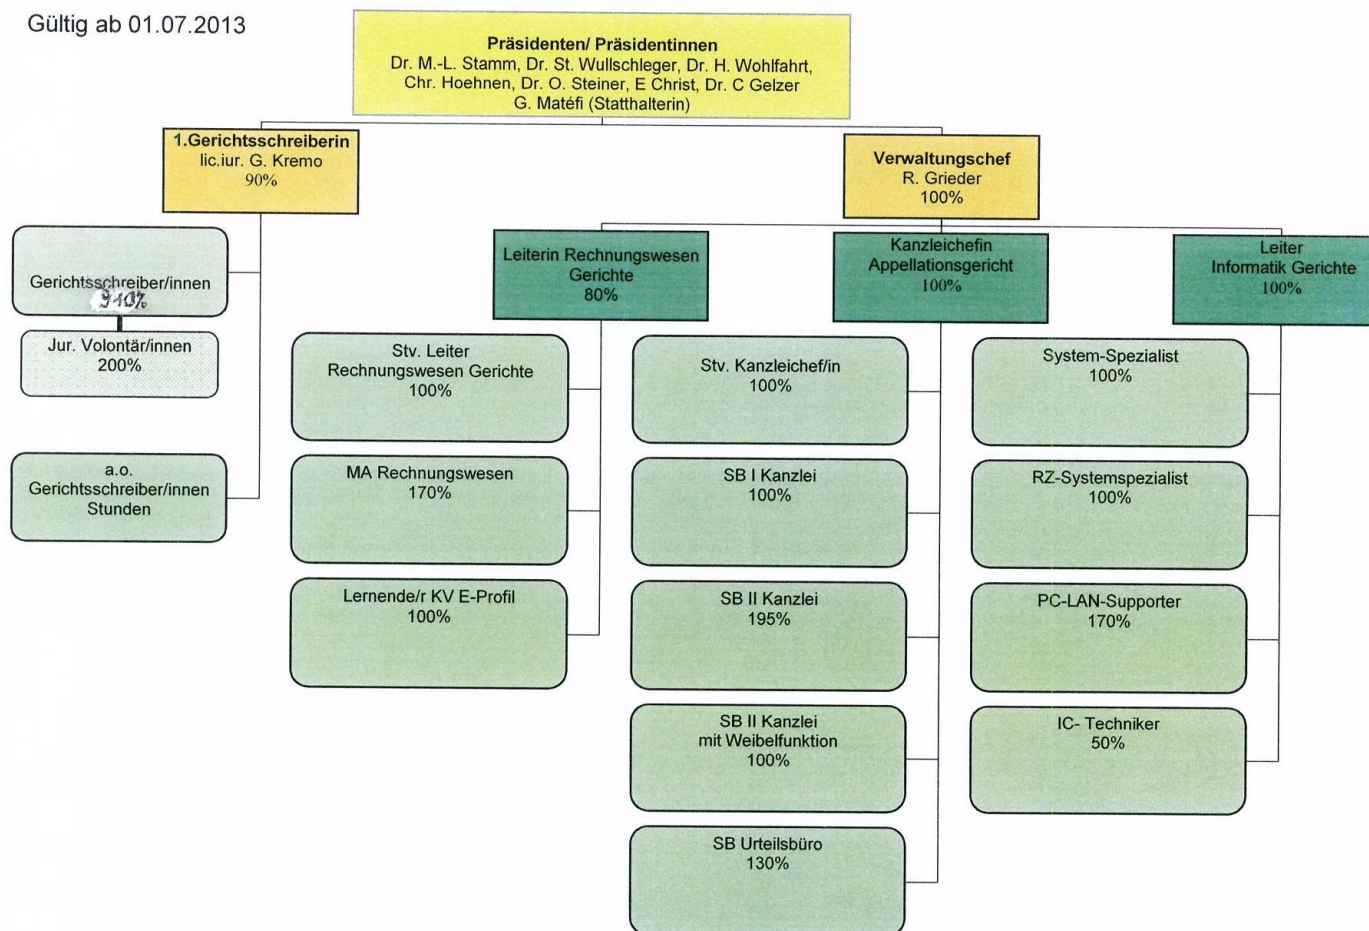 Gültig ab 01.07.2013
Präsidenten/ Präsidentinnen
Dr. M.-L. Stamm, Dr. St. Wullschleger, Dr. H. Wohlfahrt,
Chr. Hoehnen, Dr. O. Steiner, E Christ, Dr. C Gelzer
G. Matéfi (Statthalterin)
1.Gerichtsschreiberin
lic.iur. G. Kremo
90%
Verwaltungschef
R. Grieder
100%
Gerichtsschreiber/innen
910%
Jur. Volontär/innen
200%
a.o.
Gerichtsschreiber/innen
Stunden
Leiterin Rechnungswesen
Gerichte
80%
Stv. Leiter
Rechnungswesen Gerichte
100%
MA Rechnungswesen
170%
Lernende/r KV E-Profil
100%
Kanzleichefin
Appellationsgericht
100%
Stv. Kanzleichef/in
100%
SB I Kanzlei
100%
SB II Kanzlei
195%
SB II Kanzlei
mit Weibelfunktion
100%
SB Urteilsbüro
130%
Leiter
Informatik Gerichte
100%
System-Spezialist
100%
RZ-Systemspezialist
100%
PC-LAN-Supporter
170%
IC- Techniker
50%